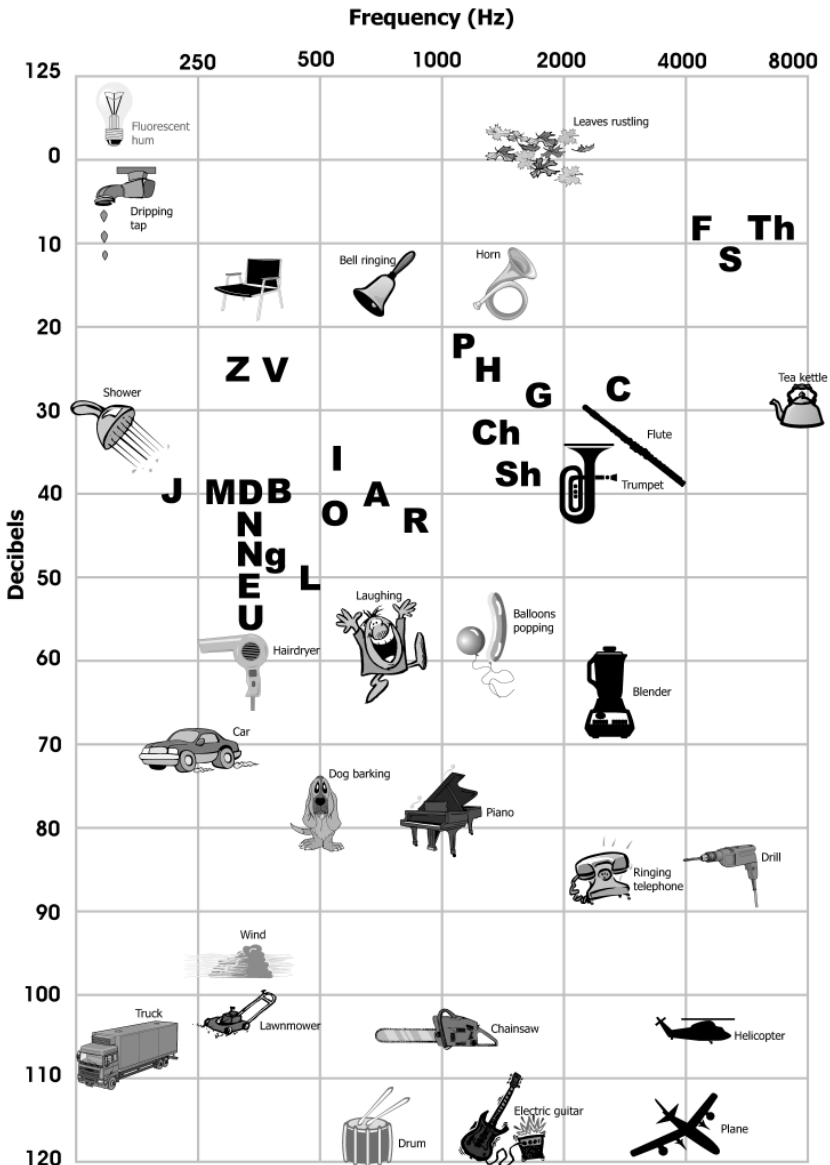 Frequency (Hz)
125 250 500 1000 2000 4000 8000
Fluorescent
hum
Leaves rustling
0
Dripping
tap
F Th
10
S
Bell ringing
Horn
20
P
Z V
H
Tea kettle
C
G
Shower
30
Ch
Flute
I
Sh
Trumpet
40
J M D B
A
O
R
N
Decibels
Ng
50
L
E
Laughing
U
Balloons
popping
Hairdryer
60
Blender
Car
70
Dog barking
Piano
80
Drill
Ringing
telephone
90
Wind
100
Truck
Lawnmower
Chainsaw
Helicopter
110
Electric guitar
Drum
Plane
120